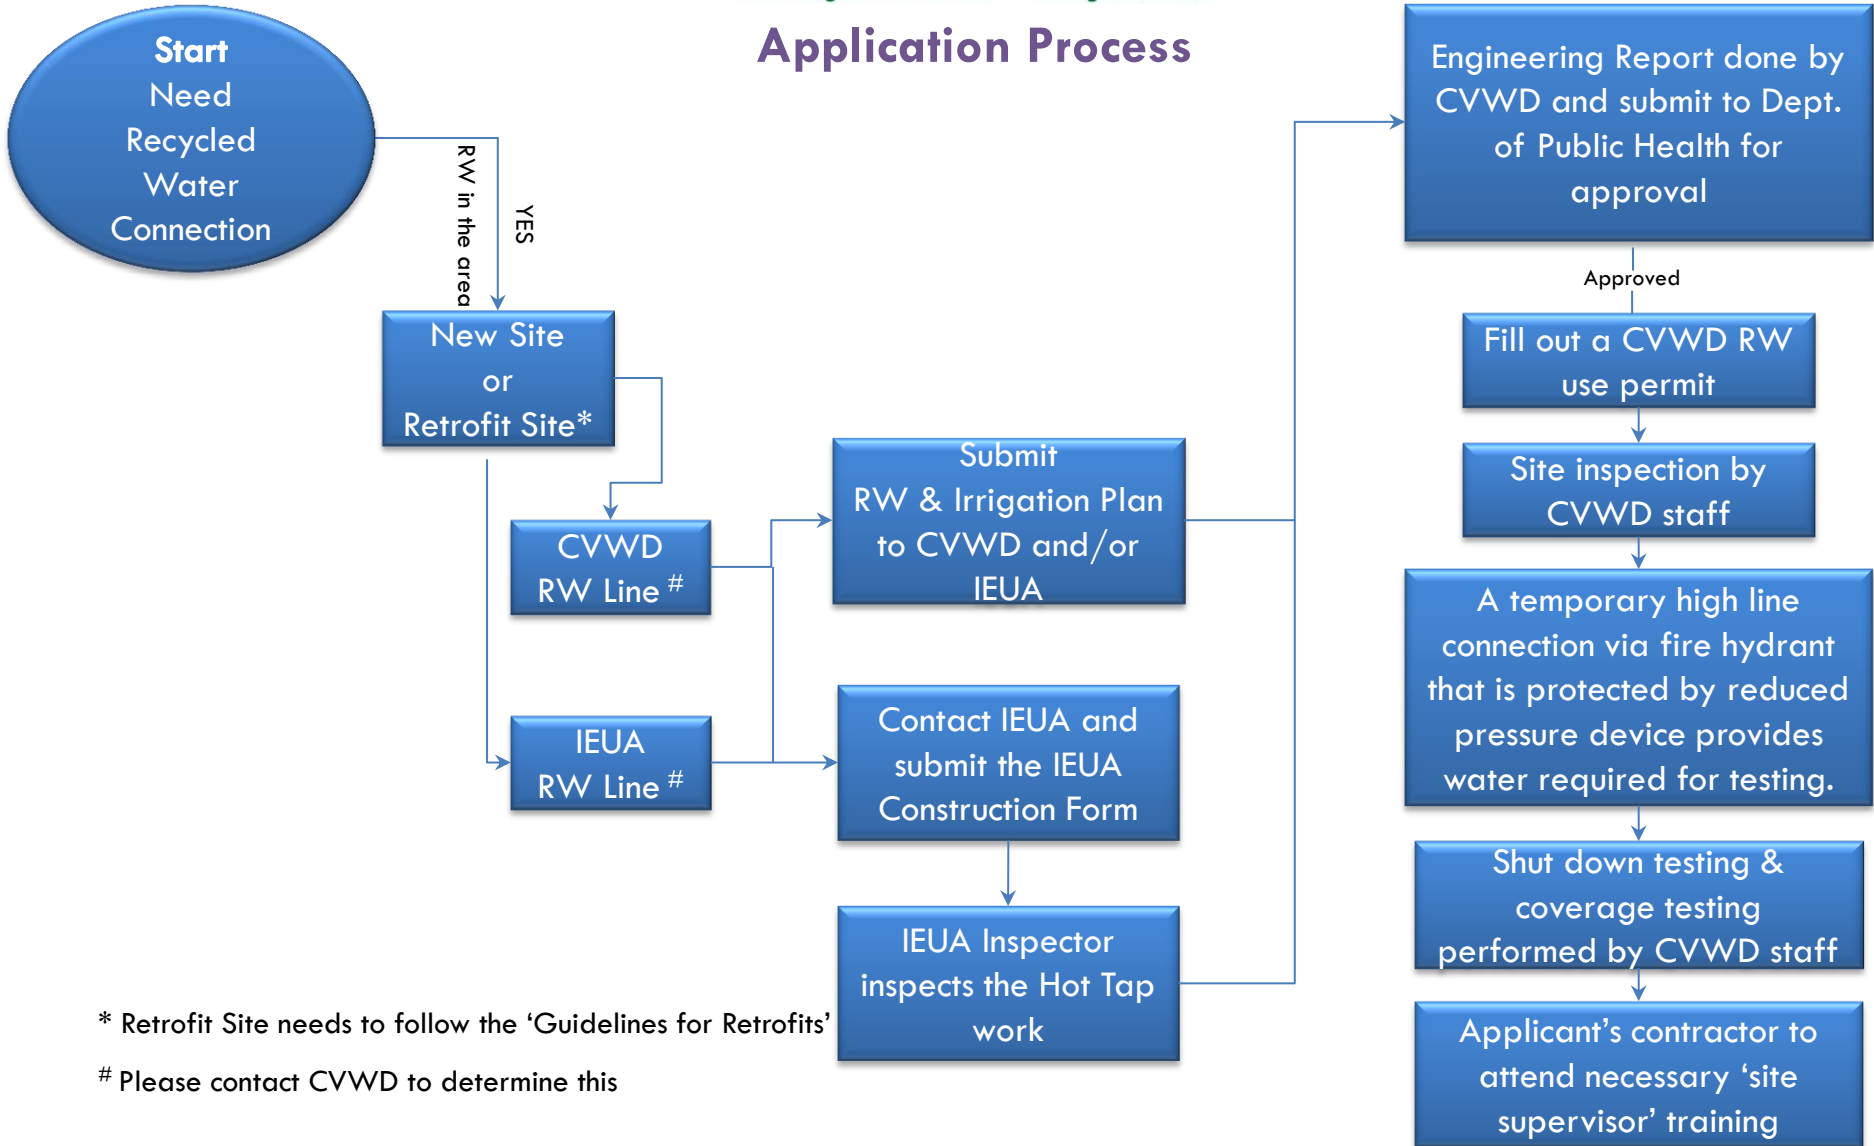 Application Process
Start
Need
Recycled
Water
Connection
RW in the area
YES
New Site
or
Retrofit Site*
CVWD
RW Line #
IEUA
RW Line #
Submit
RW & Irrigation Plan
to CVWD and/or
IEUA
Contact IEUA and
submit the IEUA
Construction Form
IEUA Inspector
inspects the Hot Tap
work
Engineering Report done by
CVWD and submit to Dept.
of Public Health for
approval
Approved
Fill out a CVWD RW
use permit
Site inspection by
CVWD staff
A temporary high line
connection via fire hydrant
that is protected by reduced
pressure device provides
water required for testing.
Shut down testing &
coverage testing
performed by CVWD staff
Applicant’s contractor to
attend necessary ‘site
supervisor’ training
* Retrofit Site needs to follow the ‘Guidelines for Retrofits’
# Please contact CVWD to determine this